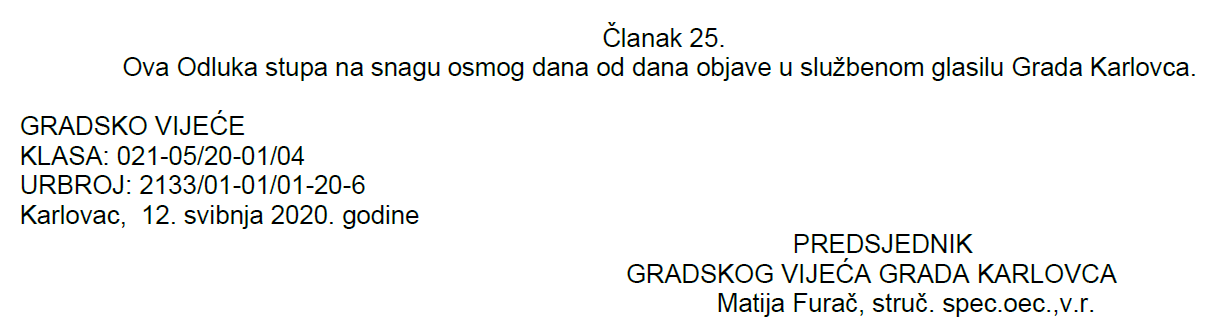 Članak 25.
Ova Odluka stupa na snagu osmog dana od dana objave u službenom glasilu Grada Karlovca.
GRADSKO VIJEĆE
KLASA: 021-05/20-01/04
URBROJ: 2133/01-01/01-20-6
Karlovac,  12. svibnja 2020. godine
PREDSJEDNIK
GRADSKOG VIJEĆA GRADA KARLOVCA
Matija Furač, struč. spec.oec.,v.r.